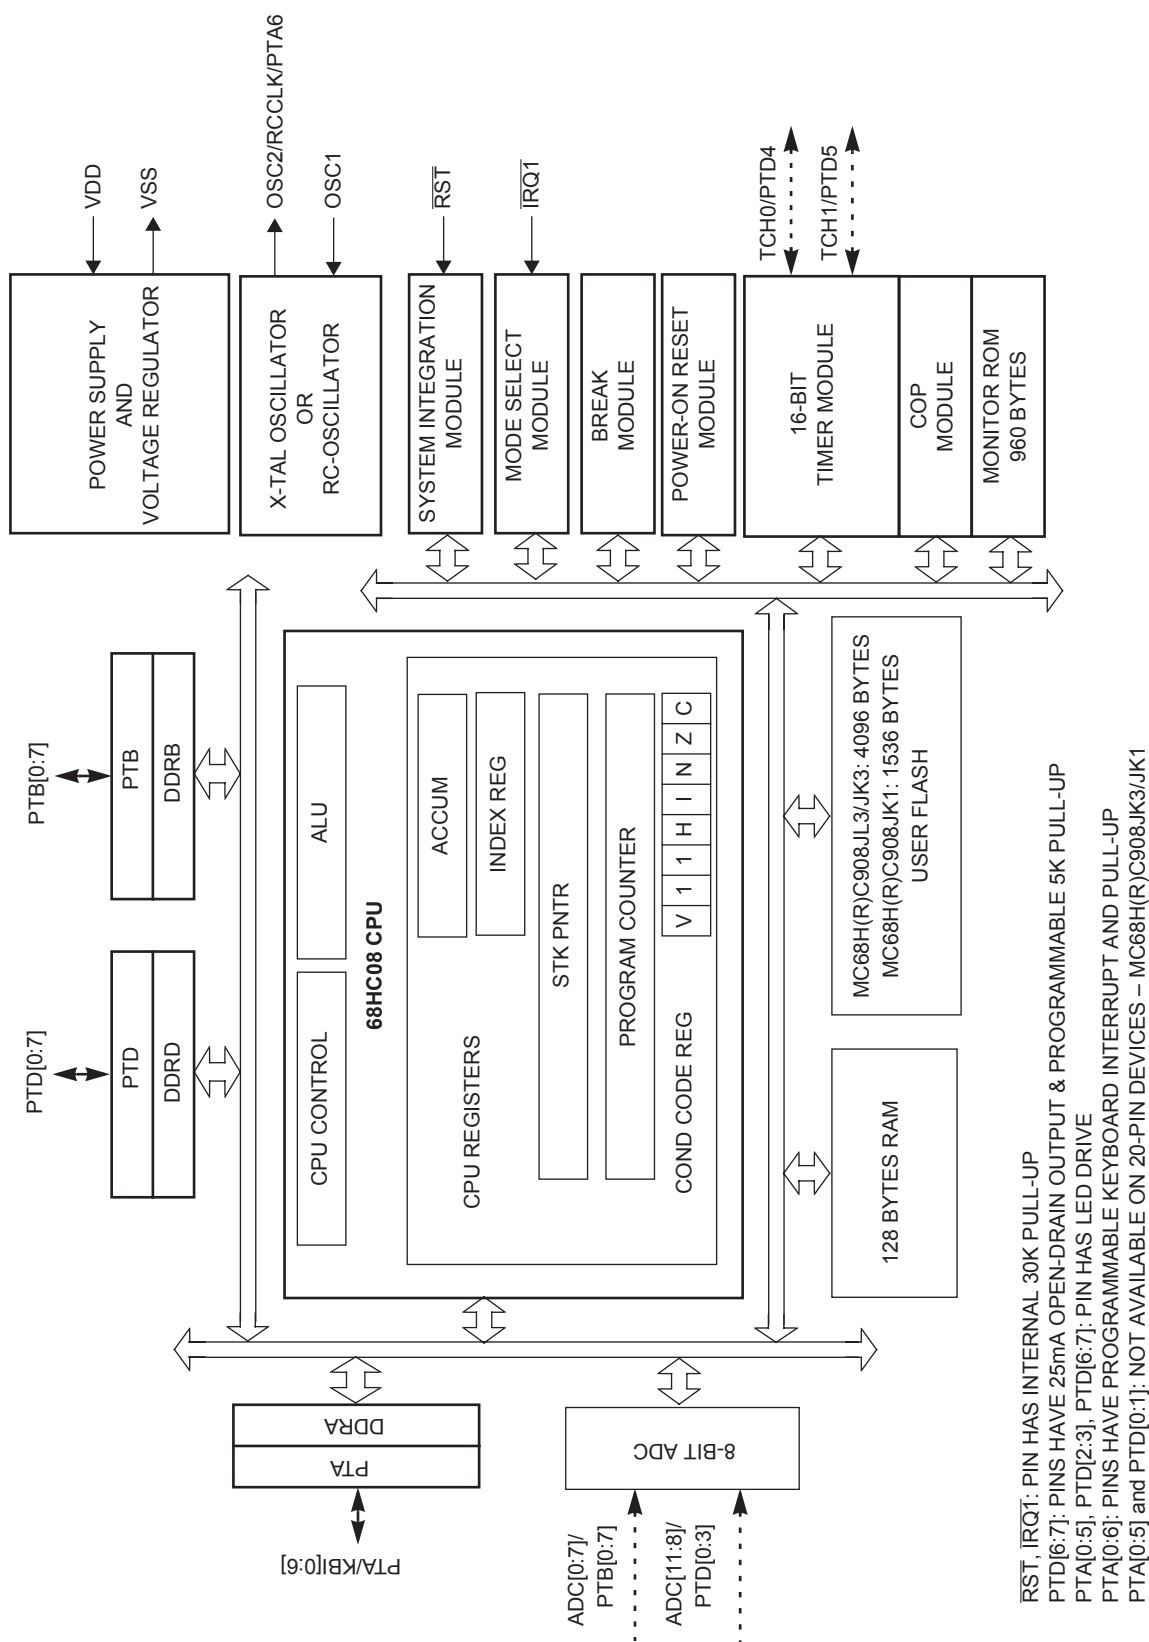 PTA/KBI[0:6]
PTA
DDRA
ADC[0:7]/
PTB[0:7]
ADC[11:8]/
PTD[0:3]
8-BIT ADC
PTD[0:7]
PTD
DDRD
PTB[0:7]
PTB
DDRB
CPU CONTROL
ALU
68HC08 CPU
CPU REGISTERS
ACCUM
INDEX REG
STK PNTR
PROGRAM COUNTER
COND CODE REG
V 1 1 H I N Z C
128 BYTES RAM
MC68H(R)C908JL3/JK3: 4096 BYTES
MC68H(R)C908JK1: 1536 BYTES
USER FLASH
POWER SUPPLY
AND
VOLTAGE REGULATOR
VDD
VSS
X-TAL OSCILLATOR
OR
RC-OSCILLATOR
OSC2/RCCLK/PTA6
OSC1
SYSTEM INTEGRATION
MODULE
RST
MODE SELECT
MODULE
IRQ1
BREAK
MODULE
POWER-ON RESET
MODULE
16-BIT
TIMER MODULE
TCH0/PTD4
TCH1/PTD5
COP
MODULE
MONITOR ROM
960 BYTES
RST, IRQ1: PIN HAS INTERNAL 30K PULL-UP
PTD[6:7]: PINS HAVE 25mA OPEN-DRAIN OUTPUT & PROGRAMMABLE 5K PULL-UP
PTA[0:5], PTD[2:3], PTD[6:7]: PIN HAS LED DRIVE
PTA[0:6]: PINS HAVE PROGRAMMABLE KEYBOARD INTERRUPT AND PULL-UP
PTA[0:5] and PTD[0:1]: NOT AVAILABLE ON 20-PIN DEVICES – MC68H(R)C908JK3/JK1